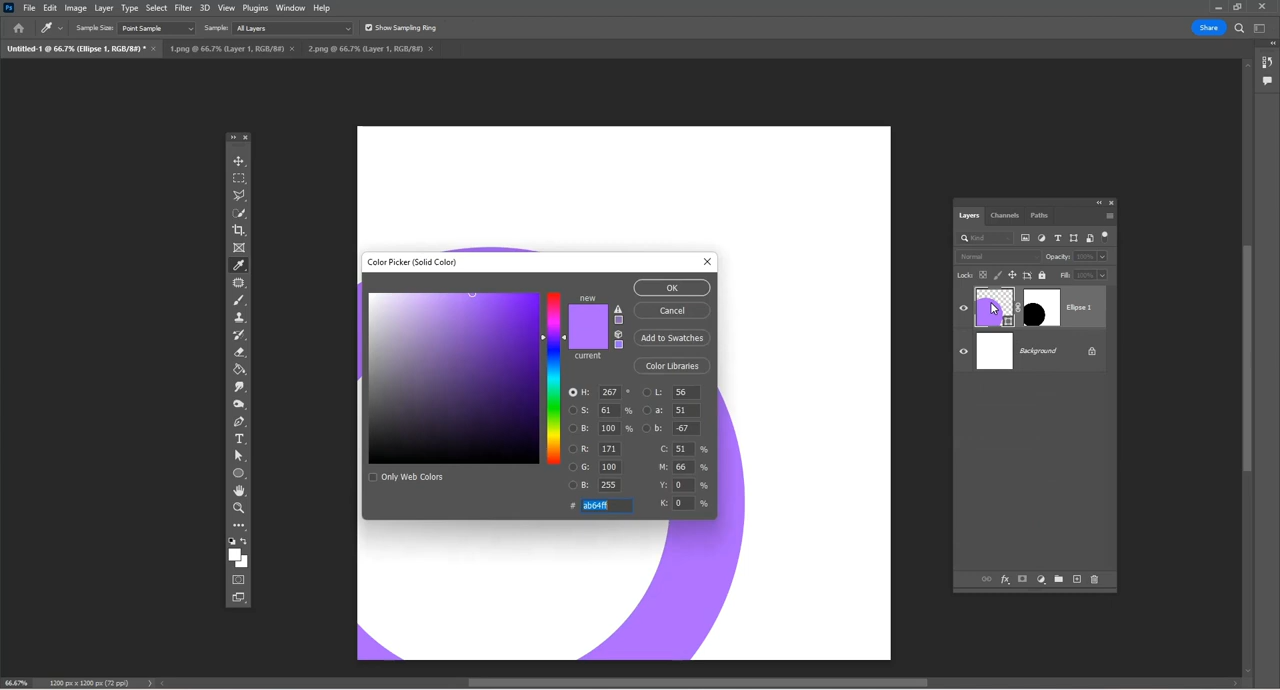 Ps File Edit Image Layer Type Select Filter 3D View Plugins Window Help
Sample Size: Point Sample Sample: All Layers Show Sampling Ring Share
Untitled-1 @ 66.7% (Ellipse 1, RGB/8#) * × 1.png @ 66.7% (Layer 1, RGB/8#) × 2.png @ 66.7% (Layer 1, RGB/8#) ×
Color Picker (Solid Color)
new
current
OK
Cancel
Add to Swatches
Color Libraries
H: 267 ° L: 56
S: 61 % a: 51
B: 100 % b: -67
R: 171 C: 51 %
G: 100 M: 66 %
B: 255 Y: 0 %
# ab64ff K: 0 %
Only Web Colors
Layers Channels Paths
Kind
Normal Opacity: 100%
Lock: Fill: 100%
Ellipse 1
Background
fx
66.67% 1200 px x 1200 px (72 ppi)